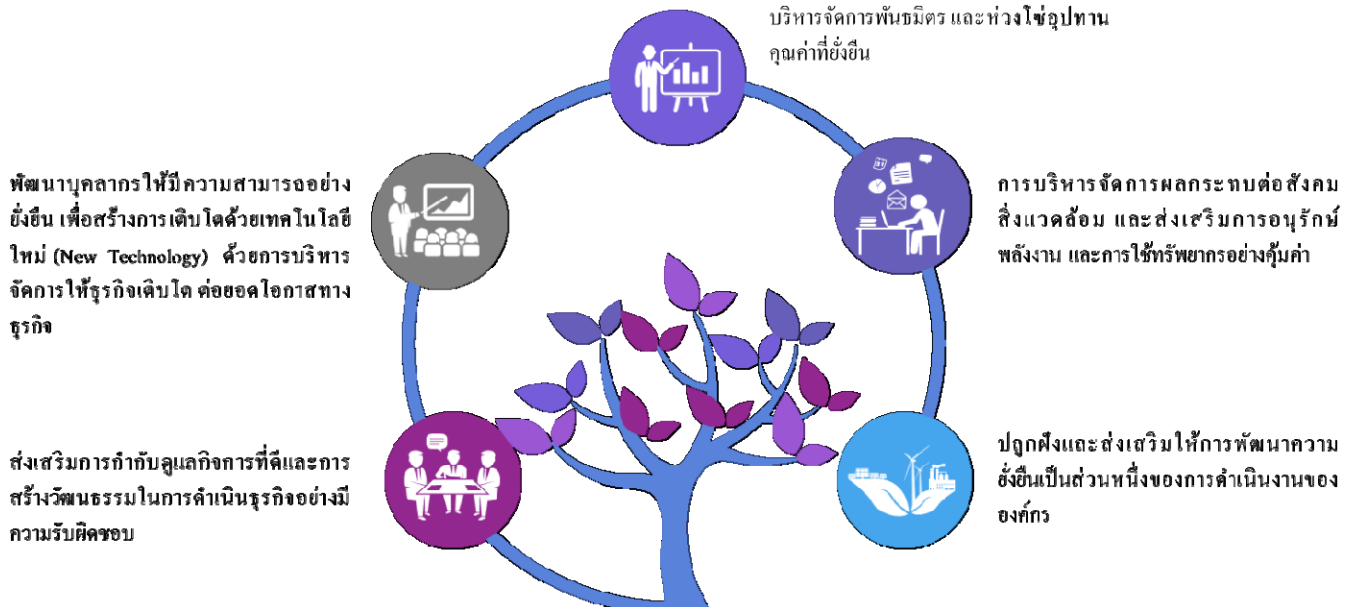 บริหารจัดการพันธมิตร และห่วงโซ่อุปทาน
คุณค่าที่ยั่งยืน
พัฒนาบุคลากรให้มีความสามารถอย่าง
ยั่งยืน เพื่อสร้างการเติบโตด้วยเทคโนโลยี
ใหม่ (New Technology) ด้วยการบริหาร
จัดการให้ธุรกิจเติบโต ต่อยอดโอกาสทาง
ธุรกิจ
การบริหารจัดการผลกระทบต่อสังคม
สิ่งแวดล้อม และส่งเสริมการอนุรักษ์
พลังงาน และการใช้ทรัพยากรอย่างคุ้มค่า
ส่งเสริมการกำกับดูแลกิจการที่ดีและการ
สร้างวัฒนธรรมในการดำเนินธุรกิจอย่างมี
ความรับผิดชอบ
ปลูกฝังและส่งเสริมให้การพัฒนาความ
ยั่งยืนเป็นส่วนหนึ่งของการดำเนินงานของ
องค์กร